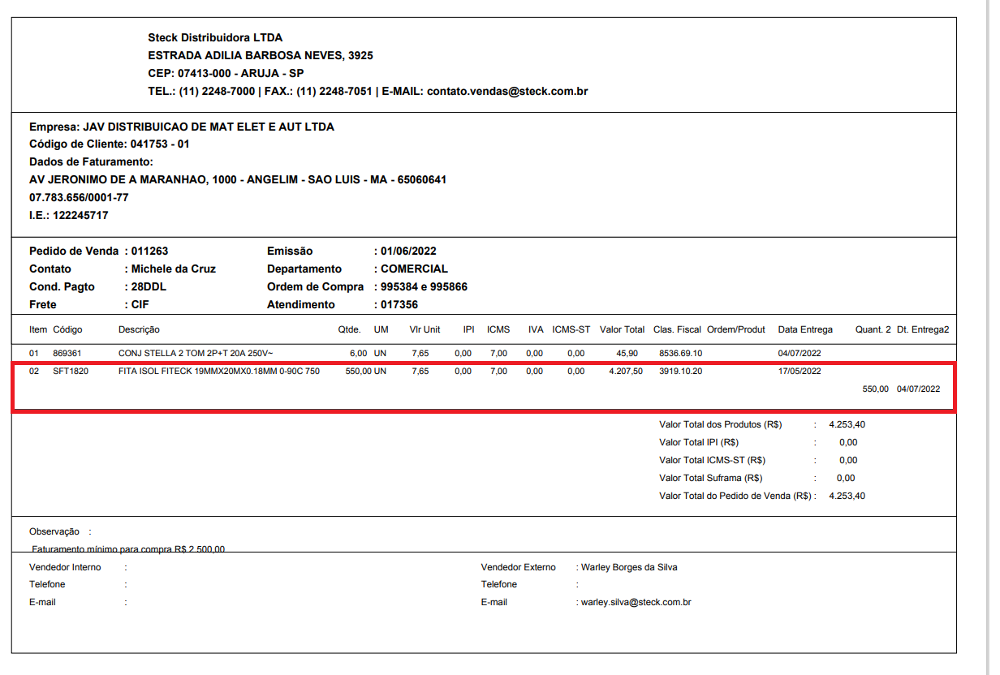 Steck Distribuidora LTDA
ESTRADA ADILIA BARBOSA NEVES, 3925
CEP: 07413-000 - ARUJA - SP
TEL.: (11) 2248-7000 | FAX.: (11) 2248-7051 | E-MAIL: contato.vendas@steck.com.br
Empresa: JAV DISTRIBUICAO DE MAT ELET E AUT LTDA
Código de Cliente: 041753 - 01
Dados de Faturamento:
AV JERONIMO DE A MARANHAO, 1000 - ANGELIM - SAO LUIS - MA - 65060641
07.783.656/0001-77
I.E.: 122245717
Pedido de Venda : 011263 Emissão : 01/06/2022
Contato : Michele da Cruz Departamento : COMERCIAL
Cond. Pagto : 28DDL Ordem de Compra : 995384 e 995866
Frete : CIF Atendimento : 017356
Item Código Descrição Qtde. UM Vlr Unit IPI ICMS IVA ICMS-ST Valor Total Clas. Fiscal Ordem/Produt Data Entrega Quant. 2 Dt. Entrega2
01 869361 CONJ STELLA 2 TOM 2P+T 20A 250V~ 6,00 UN 7,65 0,00 7,00 0,00 0,00 45,90 8536.69.10 04/07/2022
02 SFT1820 FITA ISOL FITECK 19MMX20MX0.18MM 0-90C 750 550,00 UN 7,65 0,00 7,00 0,00 0,00 4.207,50 3919.10.20 17/05/2022
550,00 04/07/2022
Valor Total dos Produtos (R$) : 4.253,40
Valor Total IPI (R$) : 0,00
Valor Total ICMS-ST (R$) : 0,00
Valor Total Suframa (R$) : 0,00
Valor Total do Pedido de Venda (R$) : 4.253,40
Observação :
Faturamento mínimo para compra R$ 2.500,00
Vendedor Interno : Vendedor Externo : Warley Borges da Silva
Telefone : Telefone :
E-mail : E-mail : warley.silva@steck.com.br